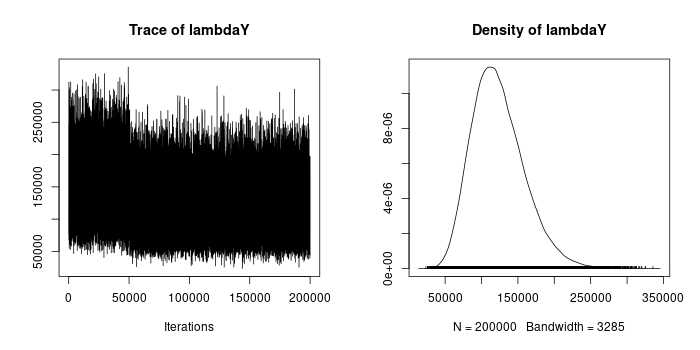 Trace of lambdaY
50000
150000
250000
0
50000
100000
150000
200000
Iterations
Density of lambdaY
0e+00
4e-06
8e-06
50000
150000
250000
350000
N = 200000 Bandwidth = 3285